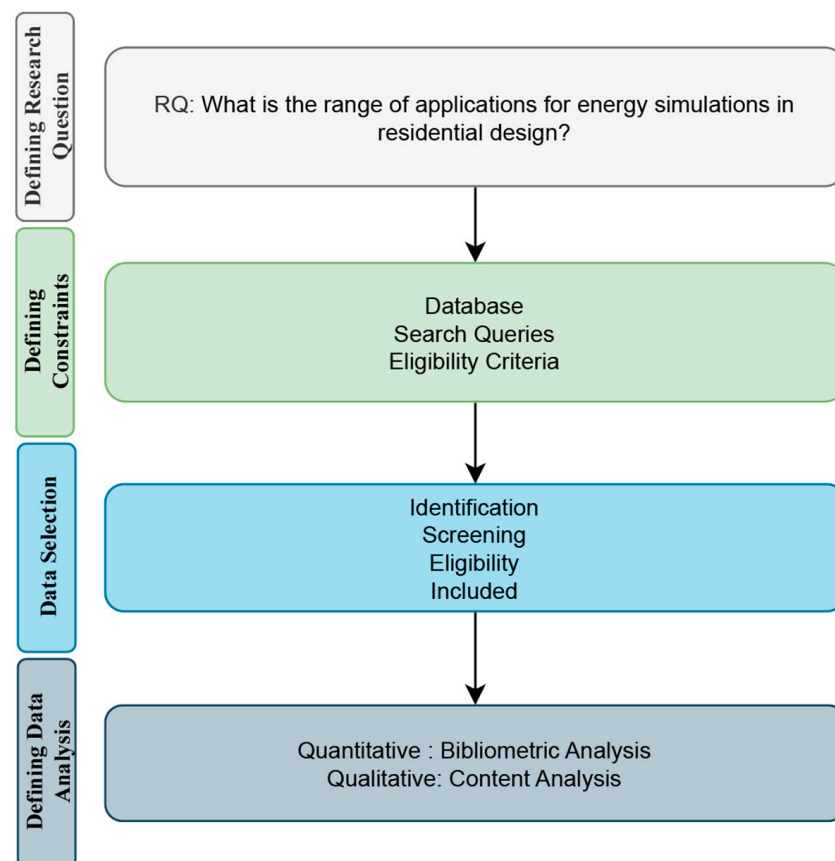 Defining Research
Question
RQ: What is the range of applications for energy simulations in
residential design?
Defining
Constraints
Database
Search Queries
Eligibility Criteria
Data Selection
Identification
Screening
Eligibility
Included
Defining Data
Analysis
Quantitative : Bibliometric Analysis
Qualitative: Content Analysis